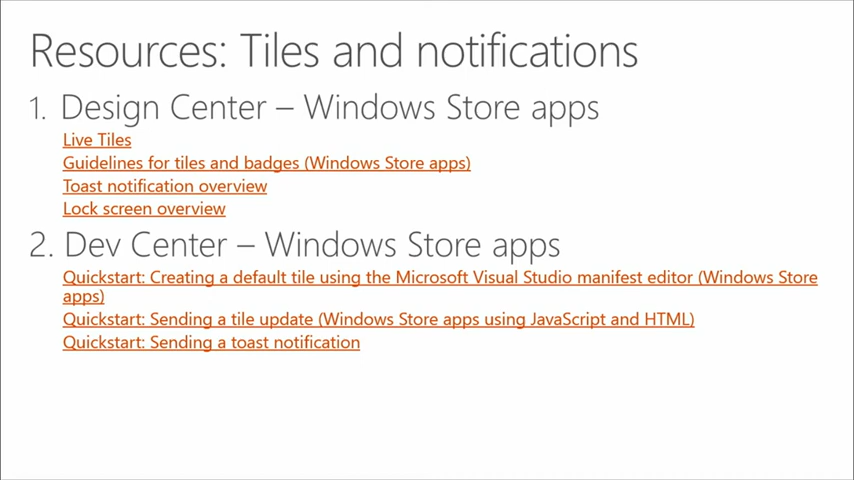 Resources: Tiles and notifications
1. Design Center – Windows Store apps
Live Tiles
Guidelines for tiles and badges (Windows Store apps)
Toast notification overview
Lock screen overview
2. Dev Center – Windows Store apps
Quickstart: Creating a default tile using the Microsoft Visual Studio manifest editor (Windows Store
apps)
Quickstart: Sending a tile update (Windows Store apps using JavaScript and HTML)
Quickstart: Sending a toast notification